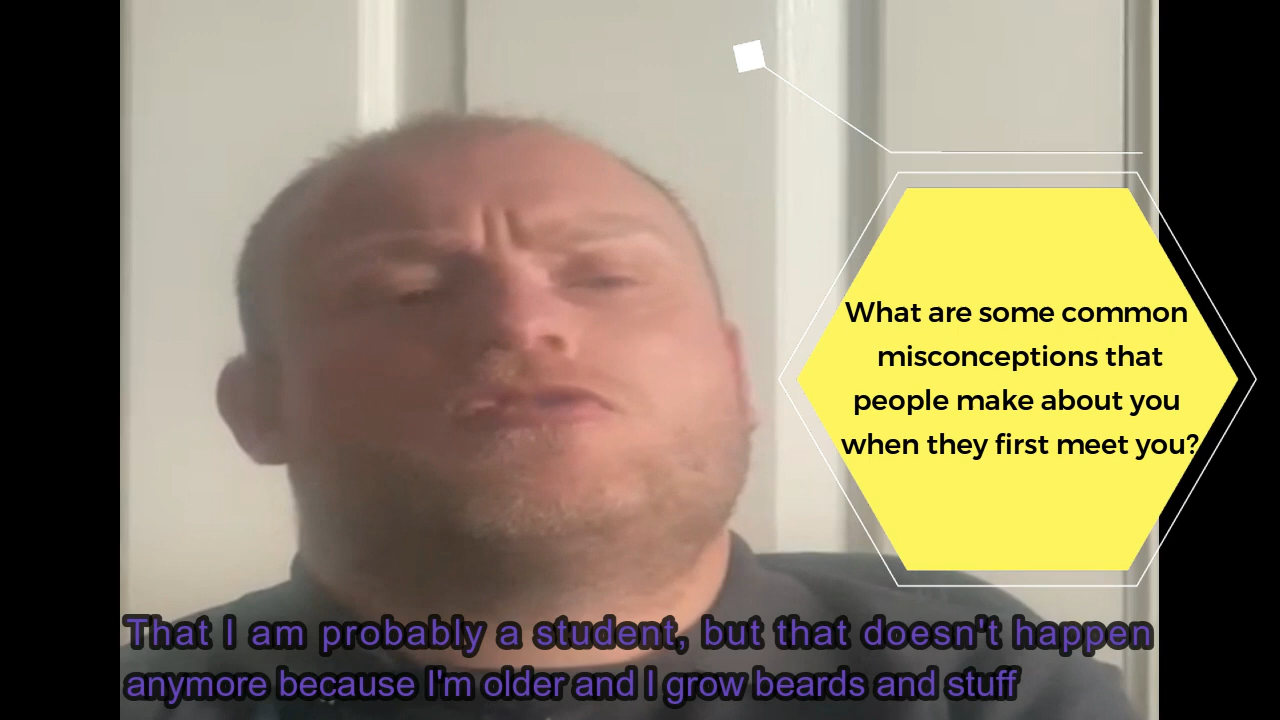 What are some common
misconceptions that
people make about you
when they first meet you?
That I am probably a student, but that doesn't happen
anymore because I'm older and I grow beards and stuff